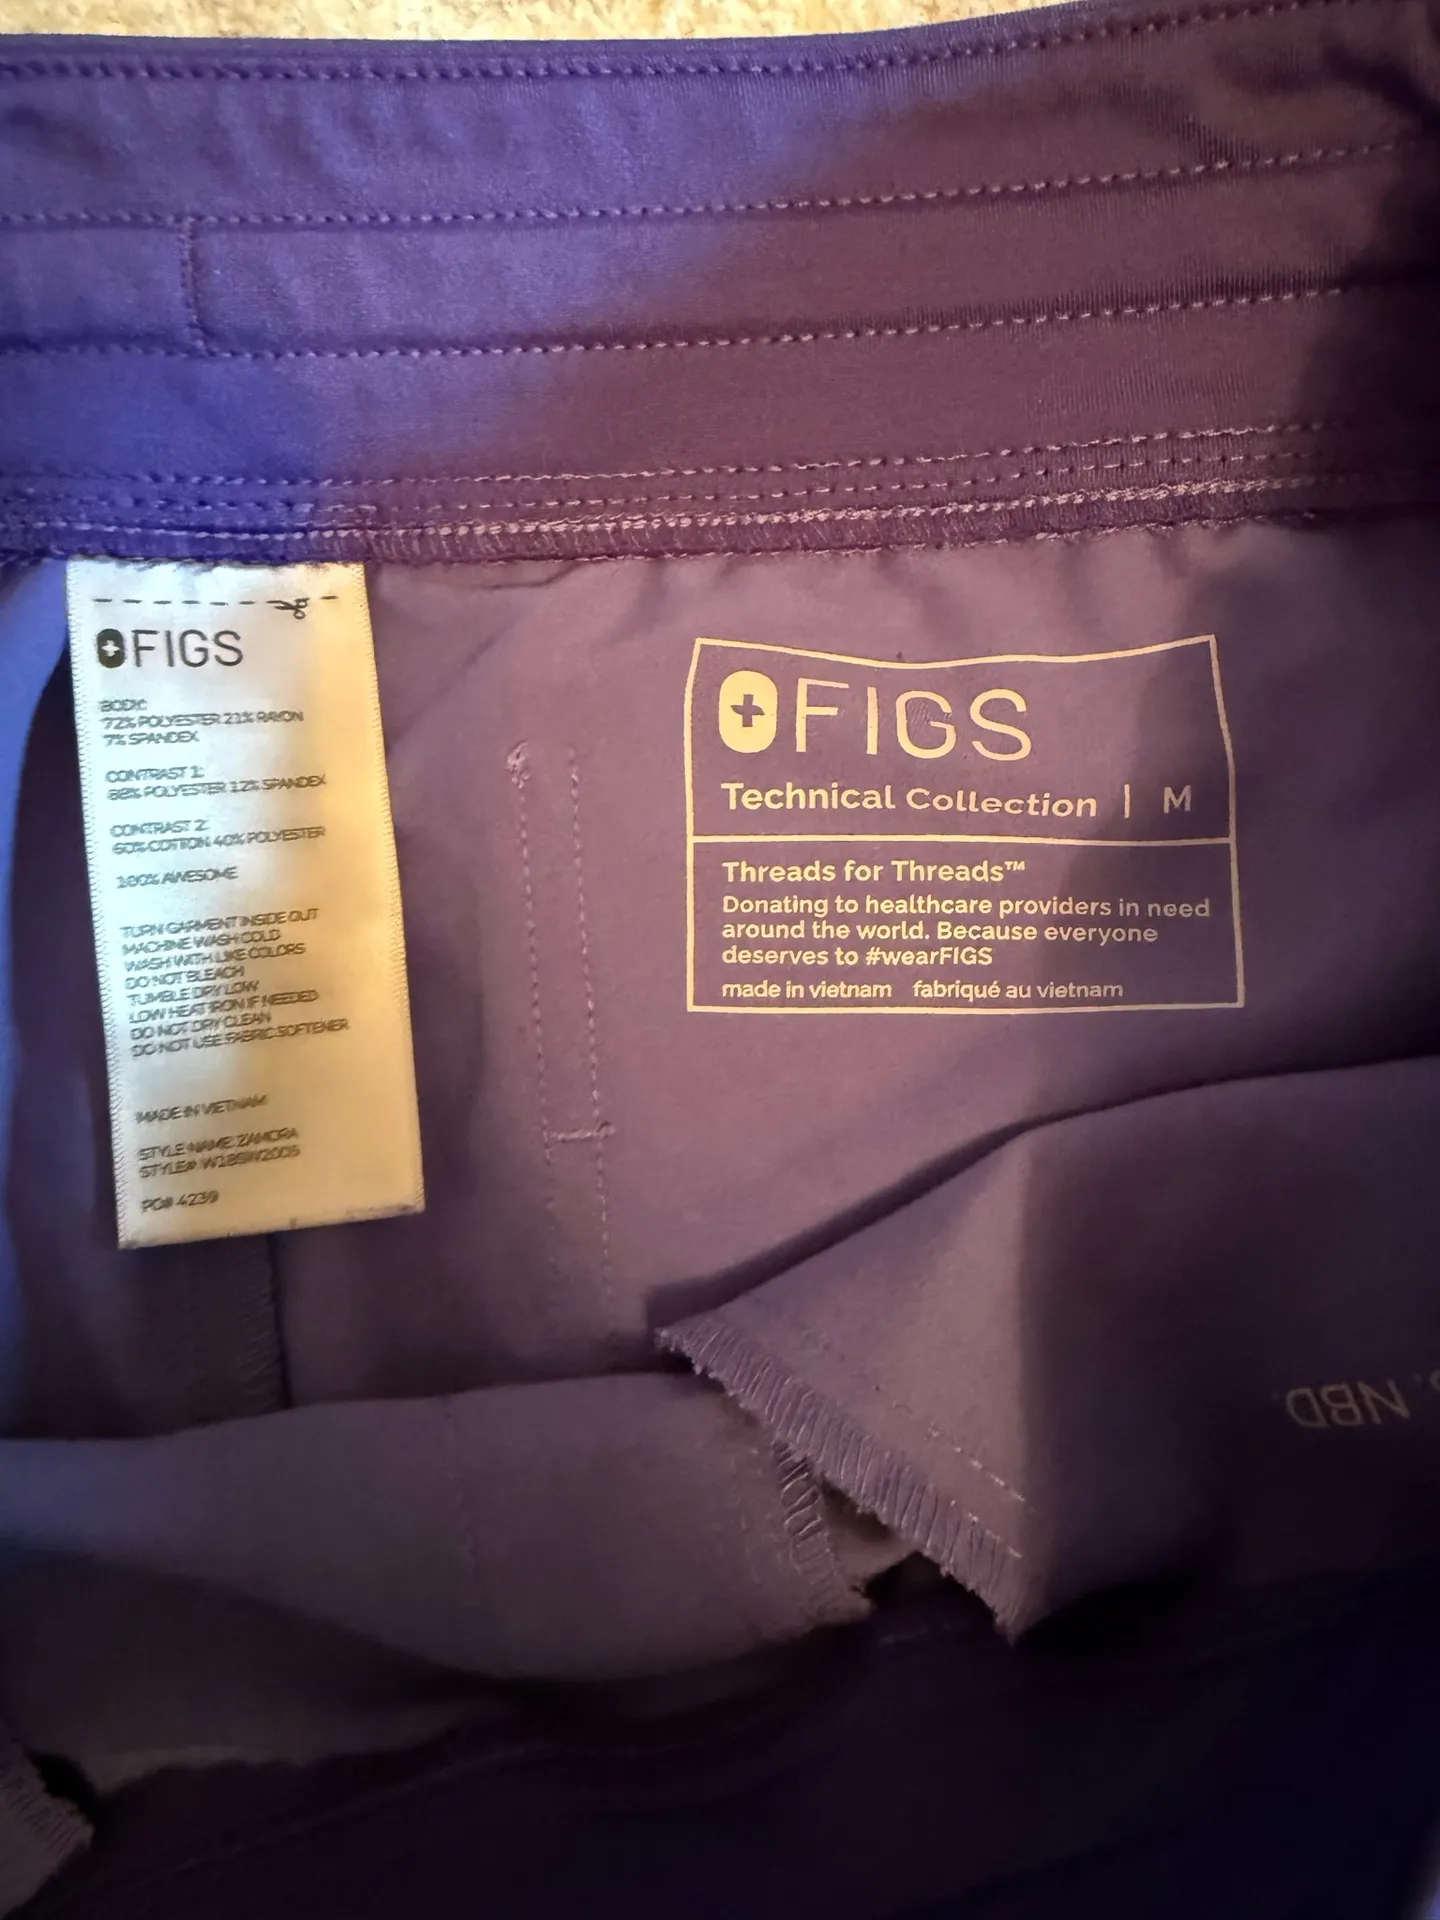 FIGS
BODY:
72% POLYESTER 21% RAYON
7% SPANDEX
CONTRAST 1:
88% POLYESTER 12% SPANDEX
CONTRAST 2:
60% COTTON 40% POLYESTER
100% AWESOME
TURN GARMENT INSIDE OUT
MACHINE WASH COLD
WASH WITH LIKE COLORS
DO NOT BLEACH
TUMBLE DRY LOW
LOW HEAT IRON IF NEEDED
DO NOT DRY CLEAN
DO NOT USE FABRIC SOFTENER
MADE IN VIETNAM
STYLE NAME: ZAMORA
STYLE#
PO# 4239
FIGS
Technical Collection | M
Threads for Threads™
Donating to healthcare providers in need
around the world. Because everyone
deserves to #wearFIGS
made in vietnam fabriqué au vietnam
NBD.